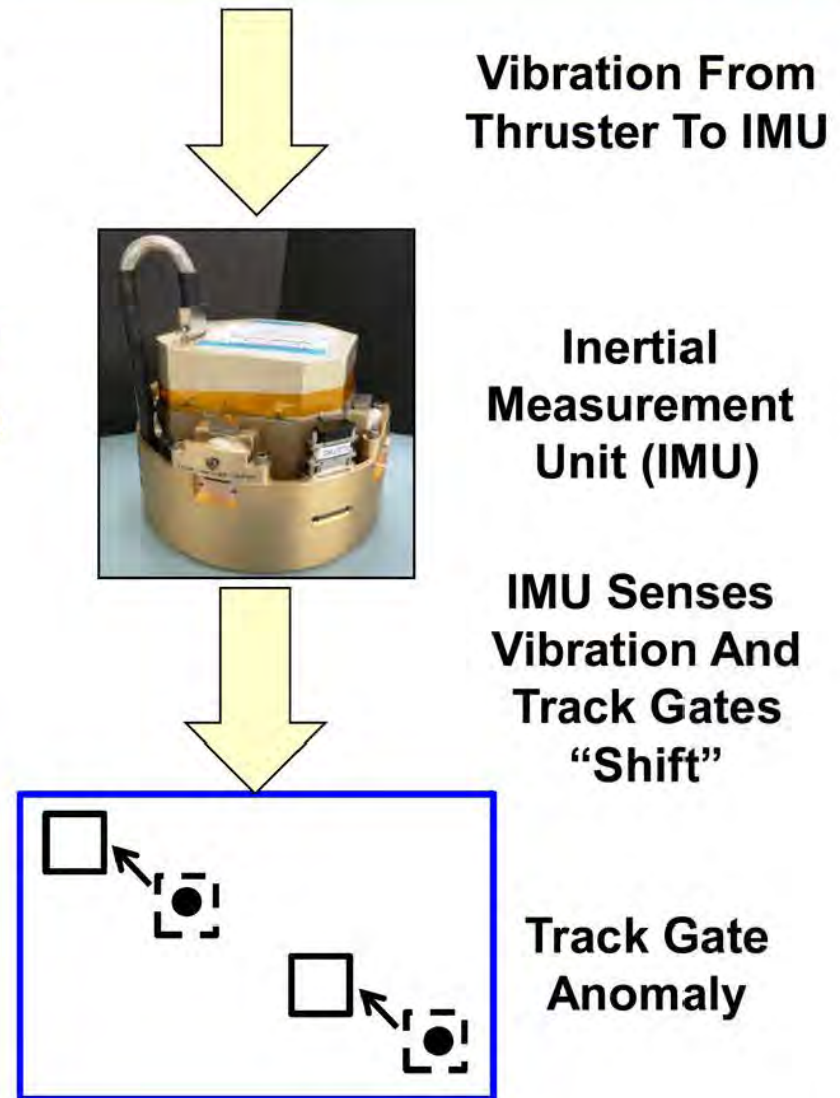 Vibration From
Thruster To IMU
Inertial
Measurement
Unit (IMU)
IMU Senses
Vibration And
Track Gates
“Shift”
Track Gate
Anomaly